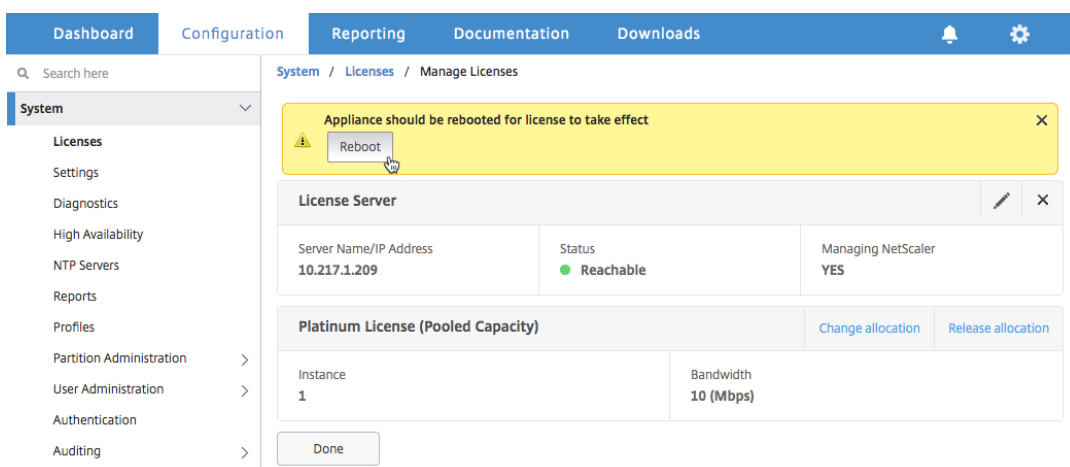 Dashboard Configuration Reporting Documentation Downloads
Search here
System
Licenses
Settings
Diagnostics
High Availability
NTP Servers
Reports
Profiles
Partition Administration
User Administration
Authentication
Auditing
System / Licenses / Manage Licenses
Appliance should be rebooted for license to take effect
Reboot
License Server
Server Name/IP Address
10.217.1.209
Status
Reachable
Managing NetScaler
YES
Platinum License (Pooled Capacity)
Change allocation
Release allocation
Instance
1
Bandwidth
10 (Mbps)
Done